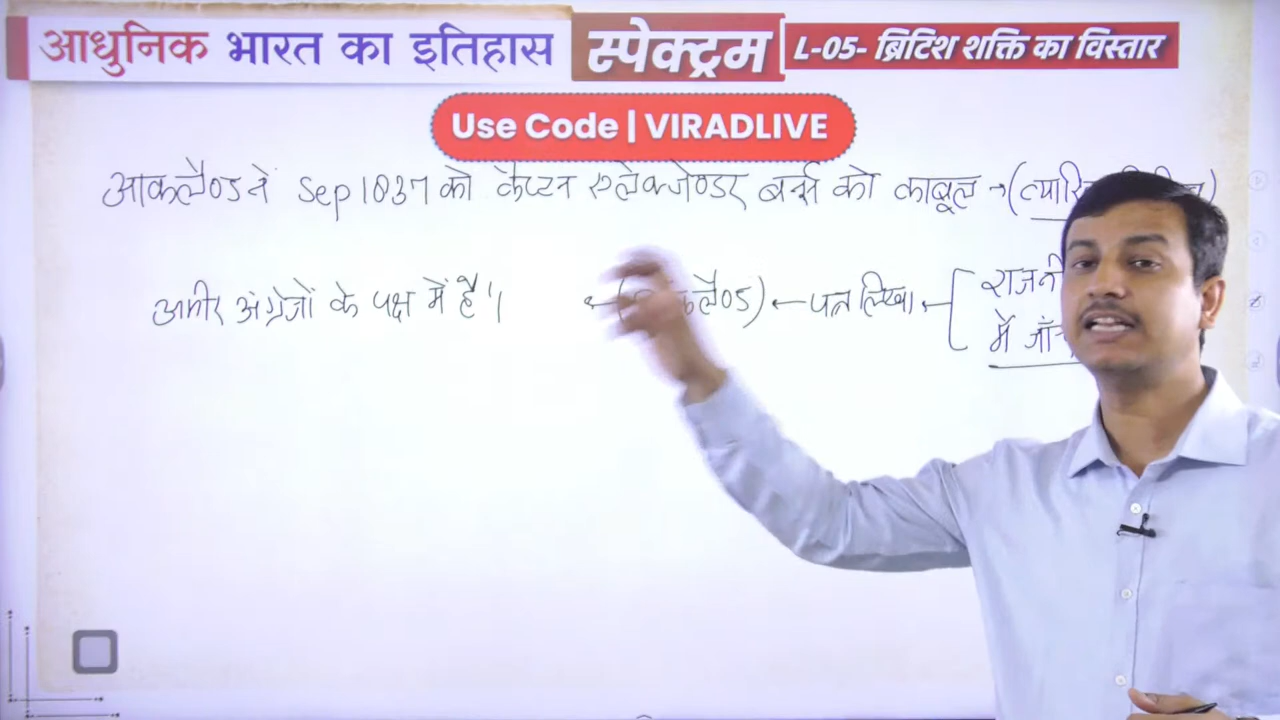 आधुनिक भारत का इतिहास स्पेक्ट्रम L-05- ब्रिटिश शक्ति का विस्तार
Use Code | VIRADLIVE
आकलैण्ड ने Sep 1837 को कैप्टन एलेक्जेण्डर बर्न्स को काबूल →(
अमीर अंग्रेजों के पक्ष में है'। ← ← पत्र लिखा ←
में